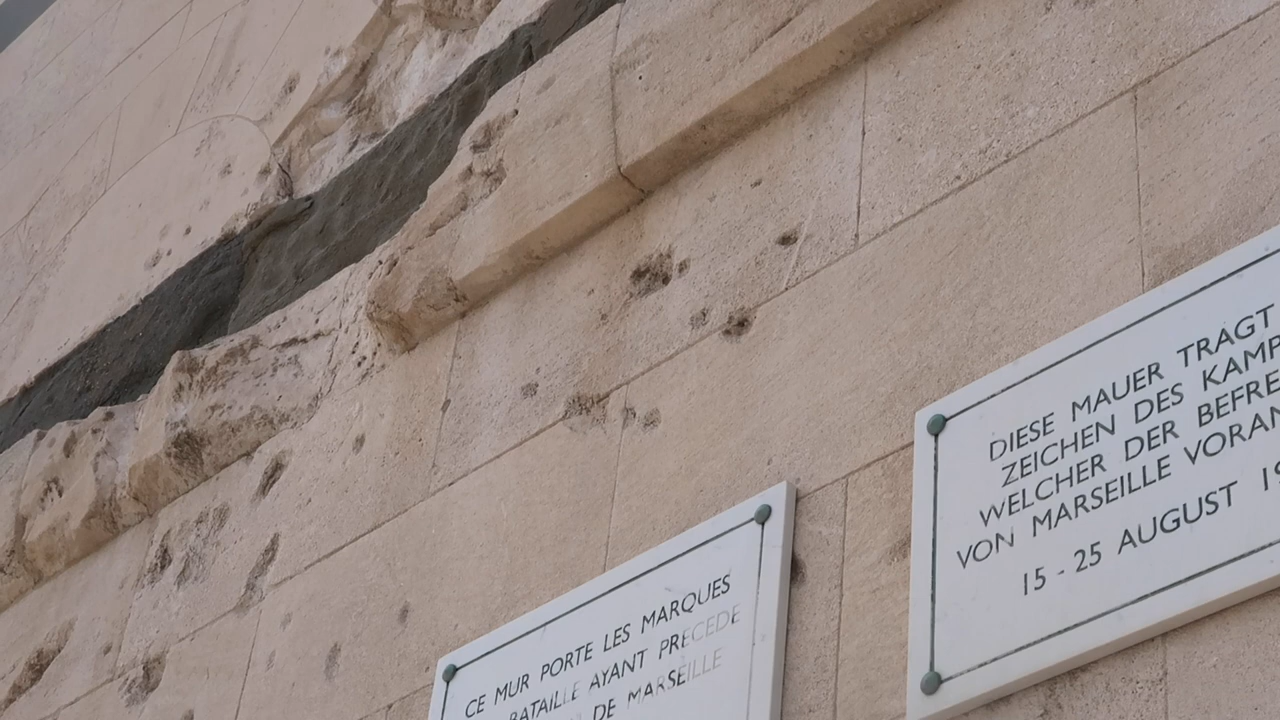 CE MUR PORTE LES MARQUES
BATAILLE AYANT PRECEDE
DE MARSEILLE
DIESE MAUER TRAGT
ZEICHEN DES KAMP
WELCHER DER BEFRE
VON MARSEILLE VORAN
15 - 25 AUGUST 19